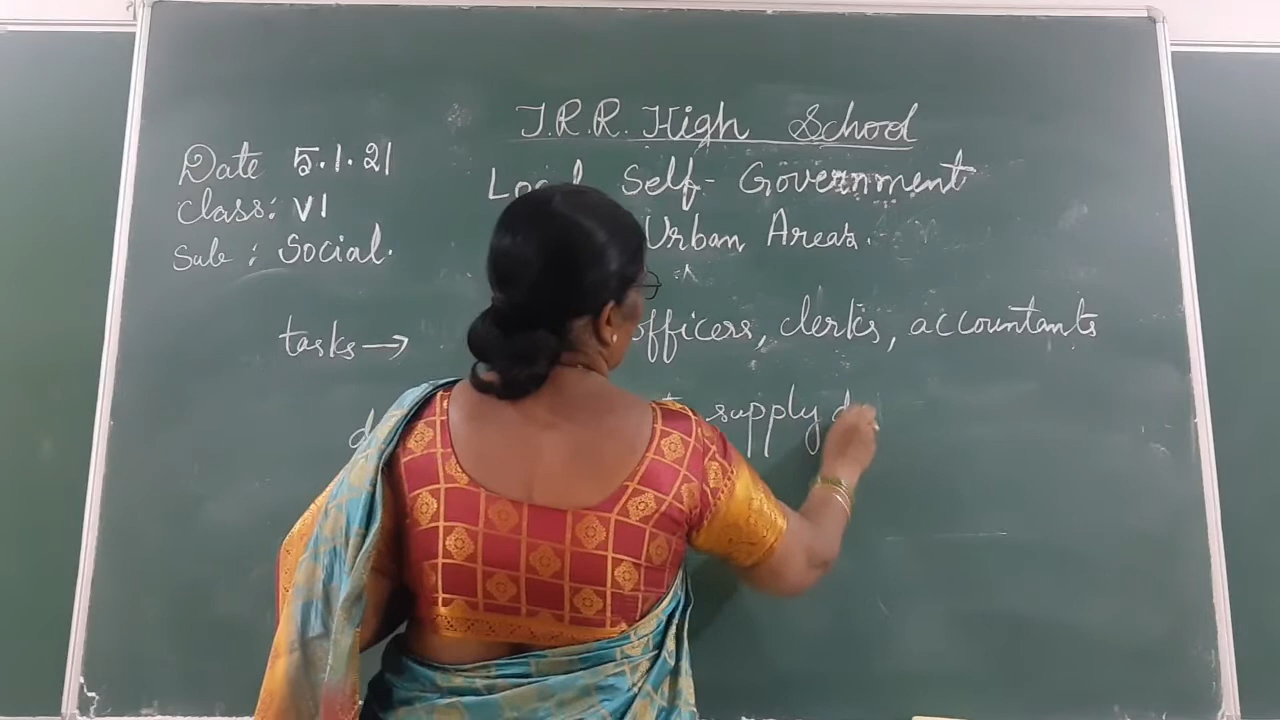 T.R.R. High School
Date 5.1.21
Class: VI
Sub: Social.
Self-Government
Urban Areas.
tasks → officers, clerks, accountants
supply